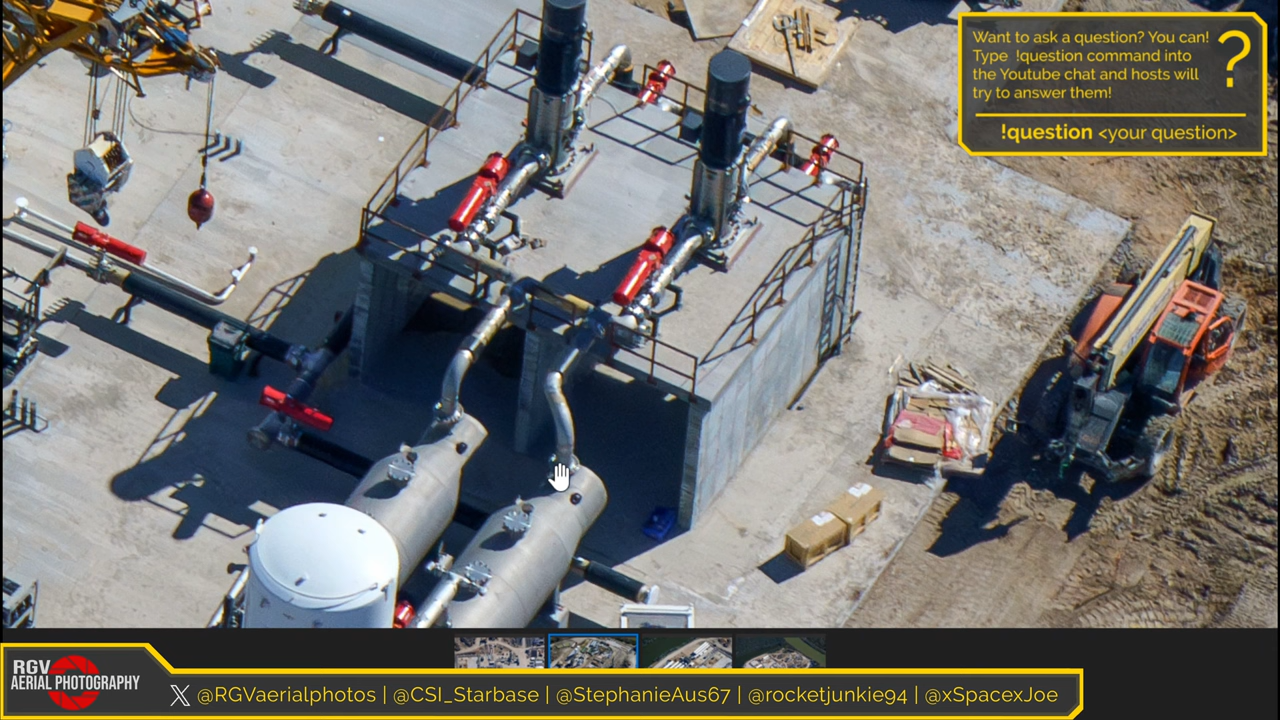 Want to ask a question? You can!
Type !question command into
the Youtube chat and hosts will
try to answer them!
?
!question <your question>
RGV
AERIAL PHOTOGRAPHY
X @RGVaerialphotos | @CSI_Starbase | @StephanieAus67 | @rocketjunkie94 | @xSpacexJoe